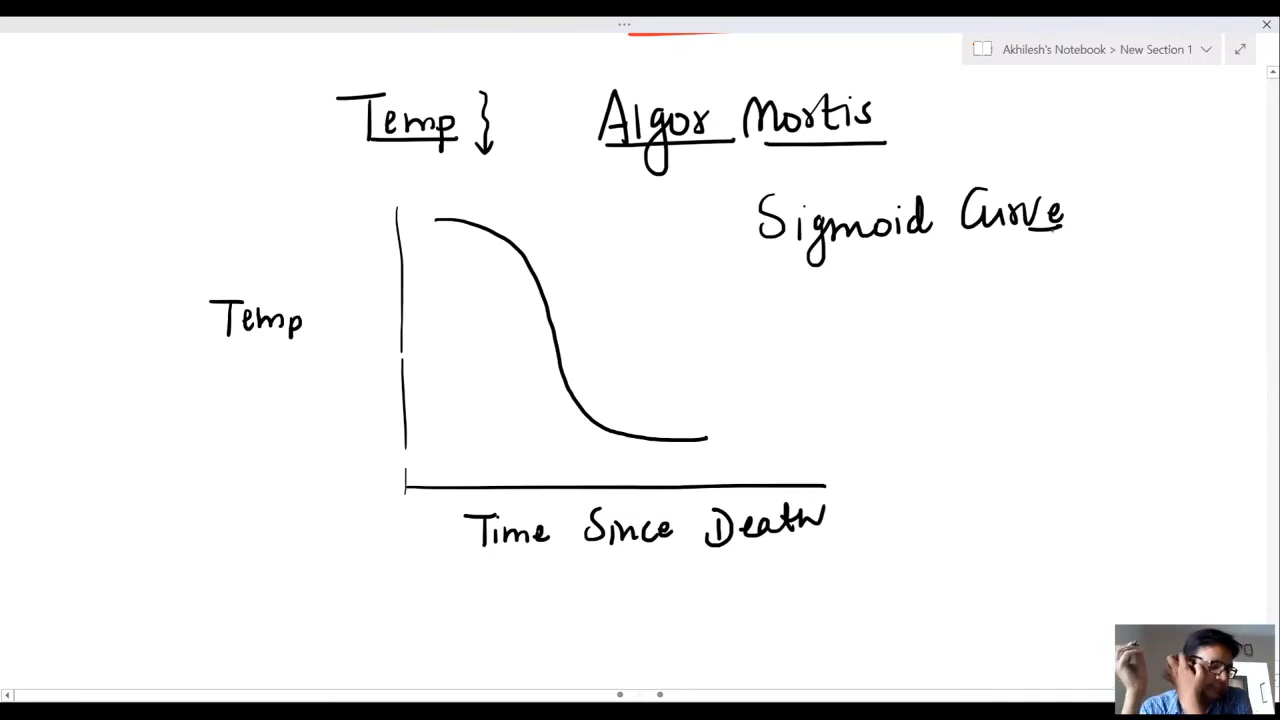 Akhilesh's Notebook > New Section 1
Temp ↓ Algor Mortis
Sigmoid Curve
Temp
Time Since Death